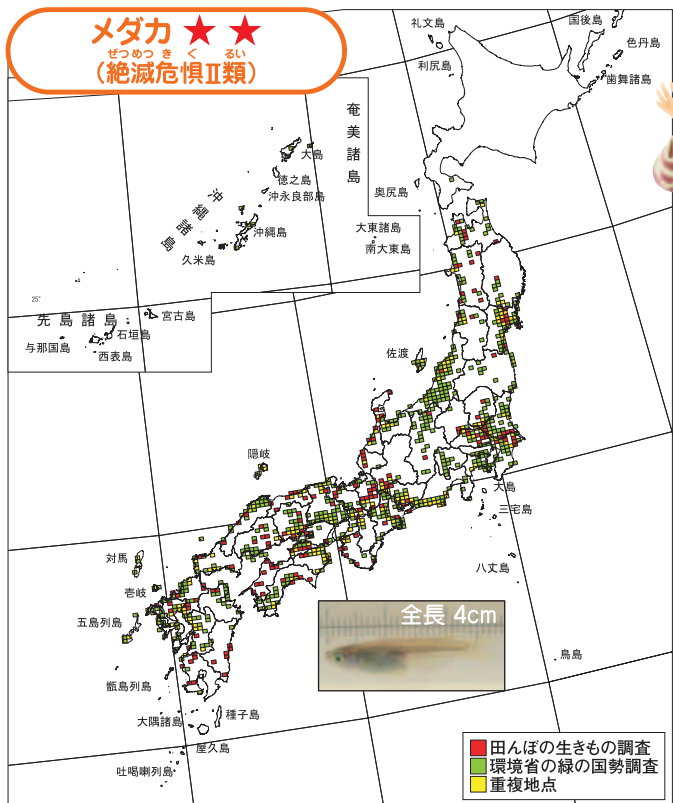 メダカ ★ ★
ぜつめつ き ぐ るい
（絶滅危惧Ⅱ類）
礼文島
国後島
色丹島
利尻島
歯舞諸島
奄美諸島
大島
徳之島
沖永良部島
奥尻島
沖縄諸島
沖縄島
大東諸島
久米島
南大東島
25°
先島諸島
宮古島
石垣島
与那国島
西表島
佐渡
隠岐
大島
三宅島
対馬
八丈島
壱岐
五島列島
全長 4cm
鳥島
甑島列島
大隅諸島
種子島
屋久島
吐噶喇列島
田んぼの生きもの調査
環境省の緑の国勢調査
重複地点